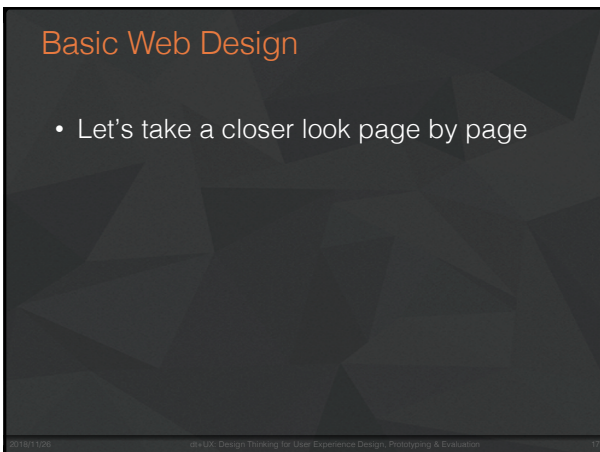 Basic Web Design
• Let's take a closer look page by page
2018/11/26
dt+UX: Design Thinking for User Experience Design, Prototyping & Evaluation
17